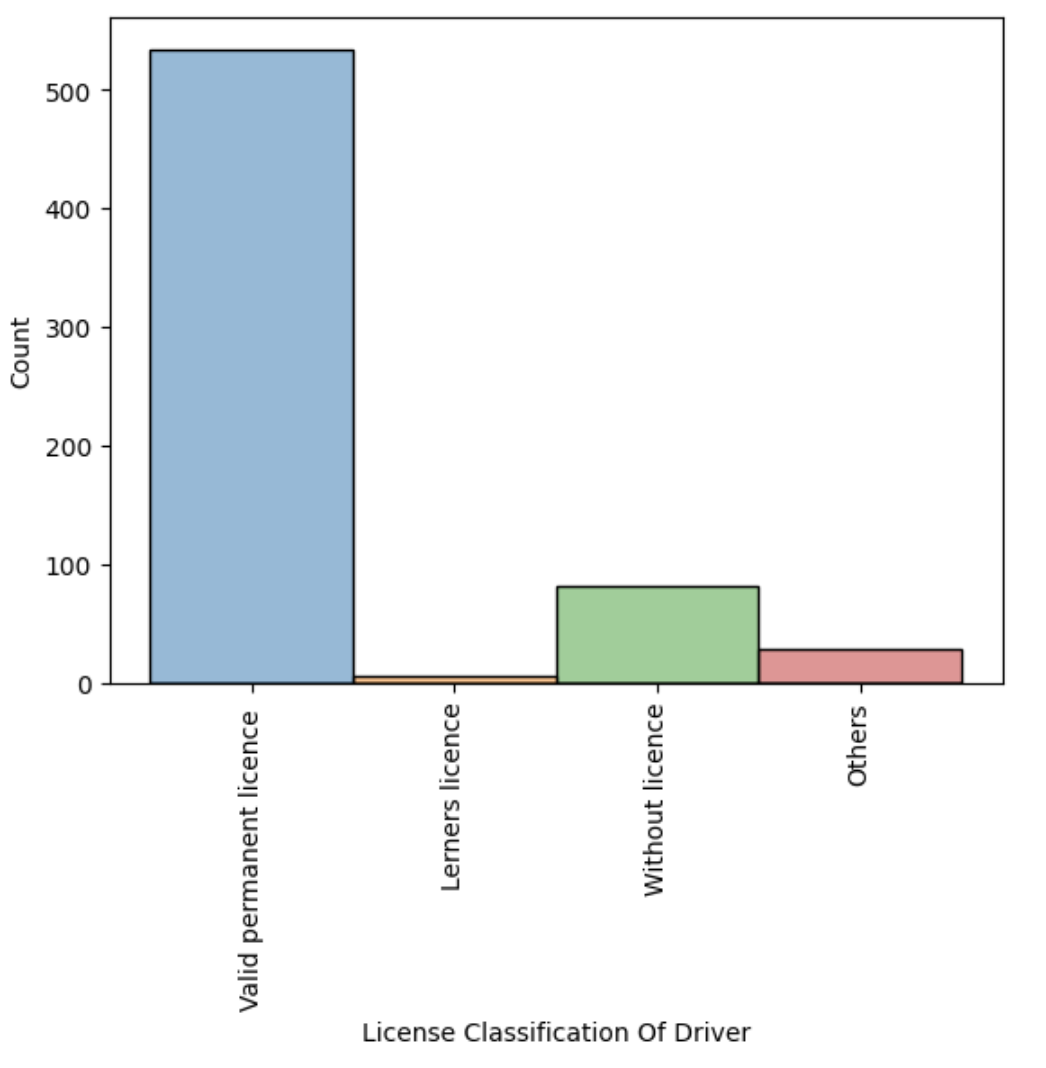 500
400
300
200
100
0
Count
Valid permanent licence
Lerners licence
Without licence
Others
License Classification Of Driver